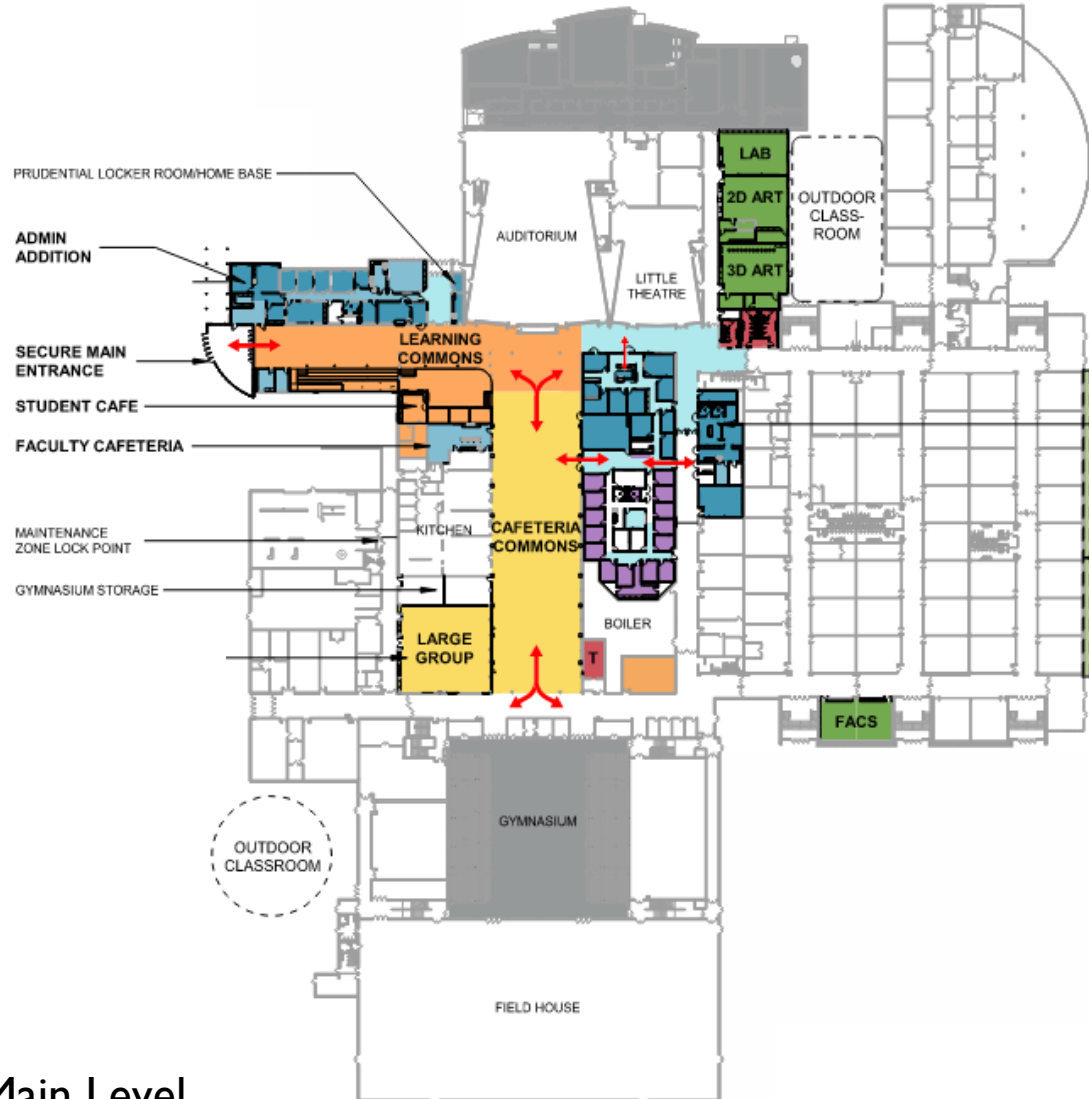 LAB
PRUDENTIAL LOCKER ROOM/HOME BASE
2D ART
OUTDOOR
CLASS-
ROOM
AUDITORIUM
ADMIN
ADDITION
3D ART
LITTLE
THEATRE
LEARNING
COMMONS
SECURE MAIN
ENTRANCE
STUDENT CAFE
FACULTY CAFETERIA
MAINTENANCE
ZONE LOCK POINT
KITCHEN
CAFETERIA
COMMONS
GYMNASIUM STORAGE
BOILER
LARGE
GROUP
T
FACS
GYMNASIUM
OUTDOOR
CLASSROOM
FIELD HOUSE
Main Level